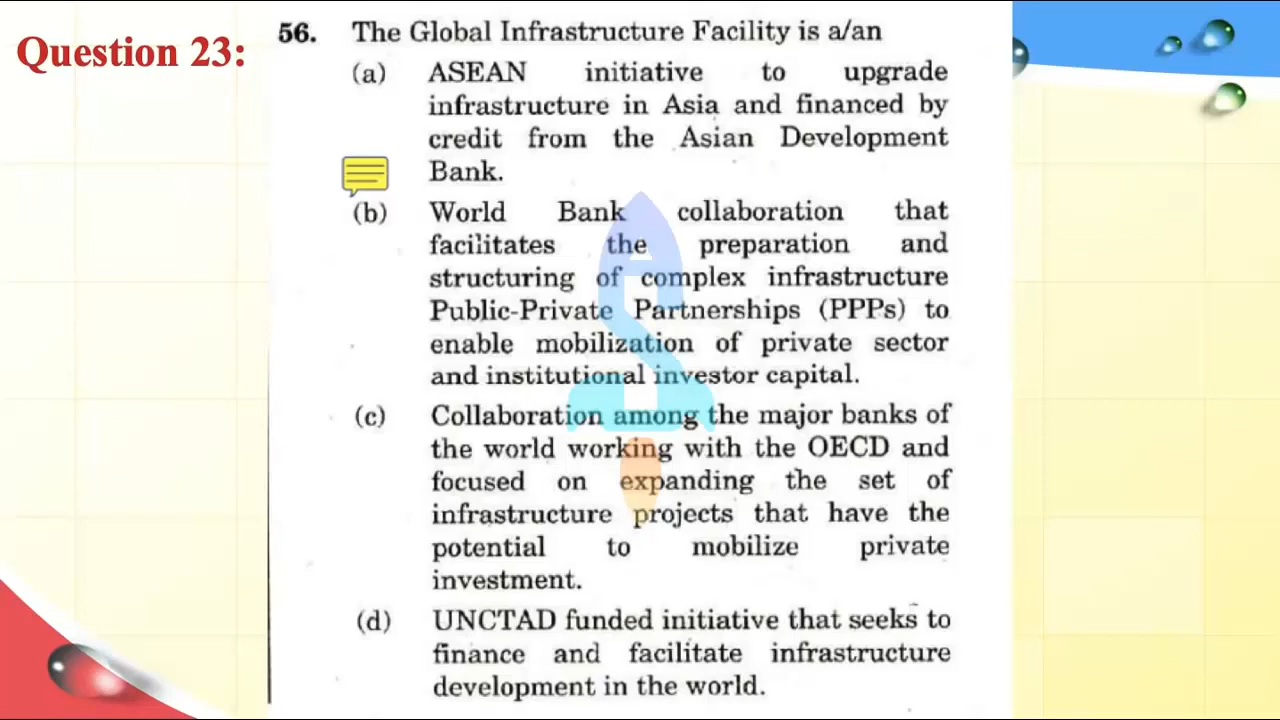 Question 23:
56. The Global Infrastructure Facility is a/an
(a) ASEAN initiative to upgrade
infrastructure in Asia and financed by
credit from the Asian Development
Bank.
(b) World Bank collaboration that
facilitates the preparation and
structuring of complex infrastructure
Public-Private Partnerships (PPPs) to
enable mobilization of private sector
and institutional investor capital.
(c) Collaboration among the major banks of
the world working with the OECD and
focused on expanding the set of
infrastructure projects that have the
potential to mobilize private
investment.
(d) UNCTAD funded initiative that seeks to
finance and facilitate infrastructure
development in the world.